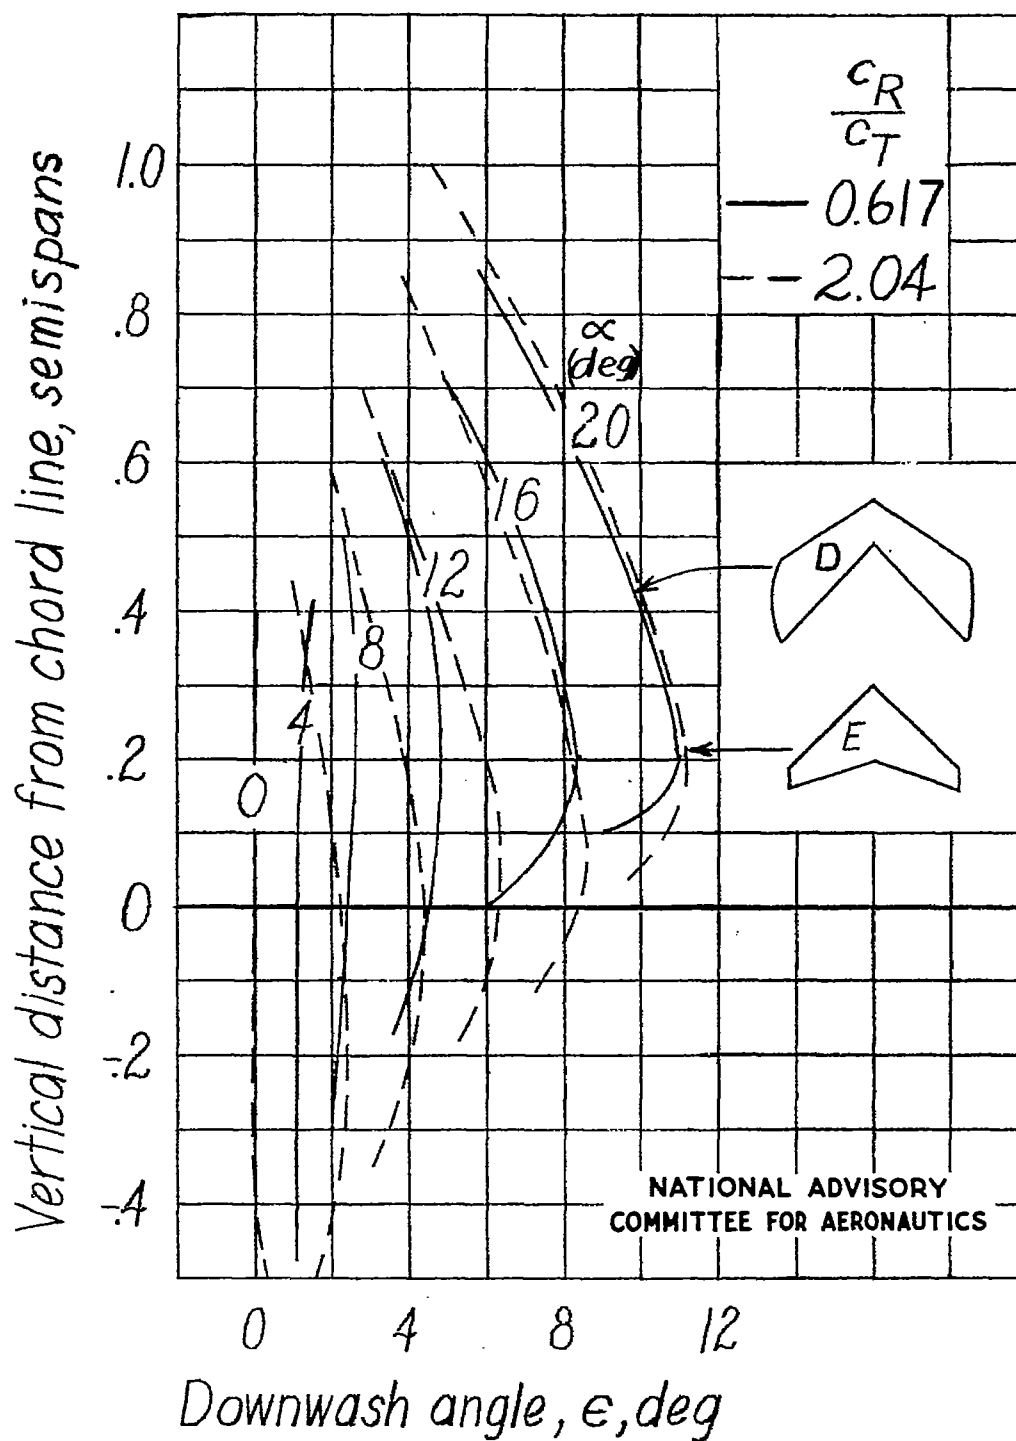 c_R
c_T
0.617
2.04
1.0
.8
.6
.4
.2
0
-.2
-.4
Vertical distance from chord line, semispans
α
(deg)
20
16
12
8
4
0
D
E
NATIONAL ADVISORY
COMMITTEE FOR AERONAUTICS
0 4 8 12
Downwash angle, ϵ, deg